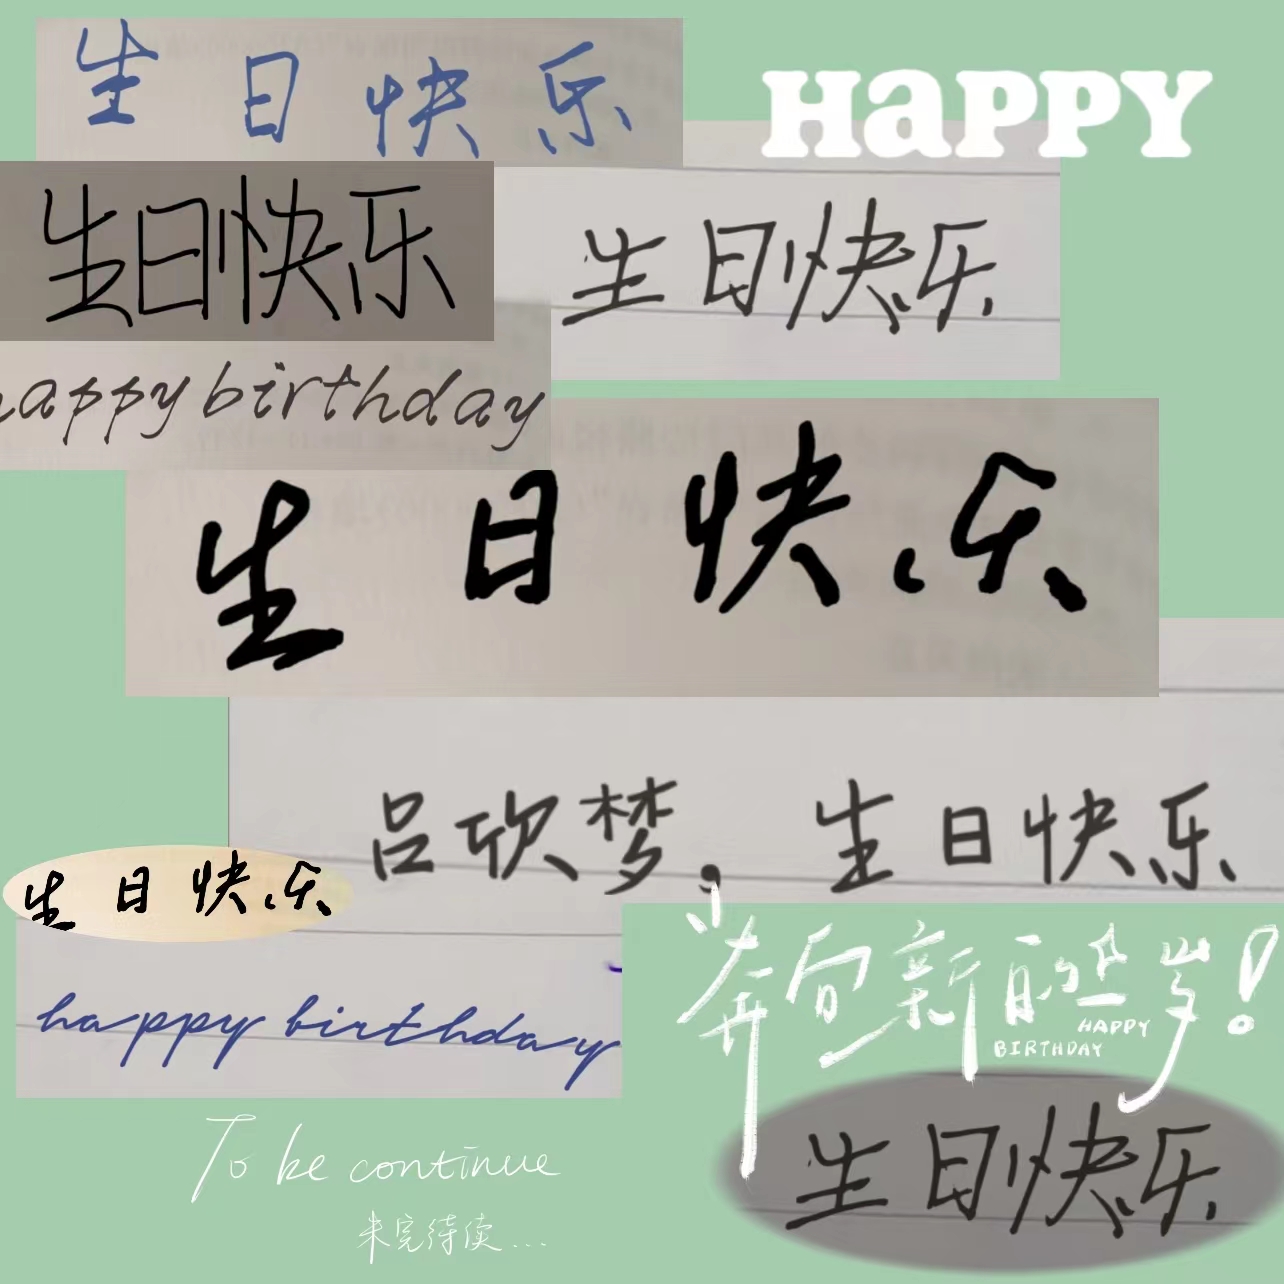 生日快乐
HaPPY
生日快乐
生日快乐
happy birthday
生日快乐
吕欣梦，生日快乐
生日快乐
happy birthday
奔向新的一岁！
HAPPY
BIRTHDAY
生日快乐
To be continue
未完待续...